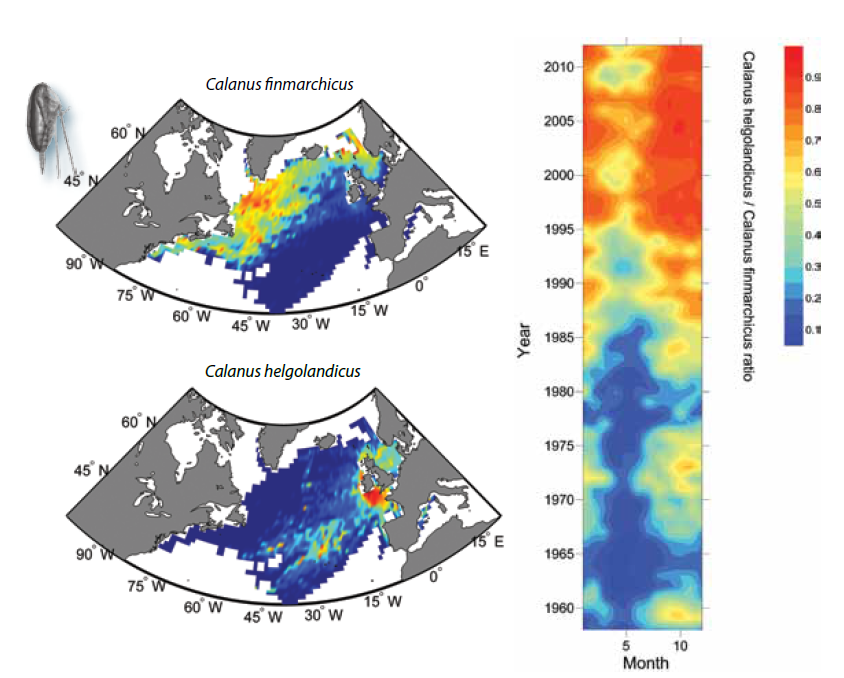 Calanus finmarchicus
60° N
45° N
90° W
75° W
60° W
45° W
30° W
15° W
0°
15° E
Calanus helgolandicus
60° N
45° N
90° W
75° W
60° W
45° W
30° W
15° W
0°
15° E
Year
2010
2005
2000
1995
1990
1985
1980
1975
1970
1965
1960
5
10
Month
Calanus helgolandicus / Calanus finmarchicus ratio
0.9
0.8
0.7
0.6
0.5
0.4
0.3
0.2
0.1